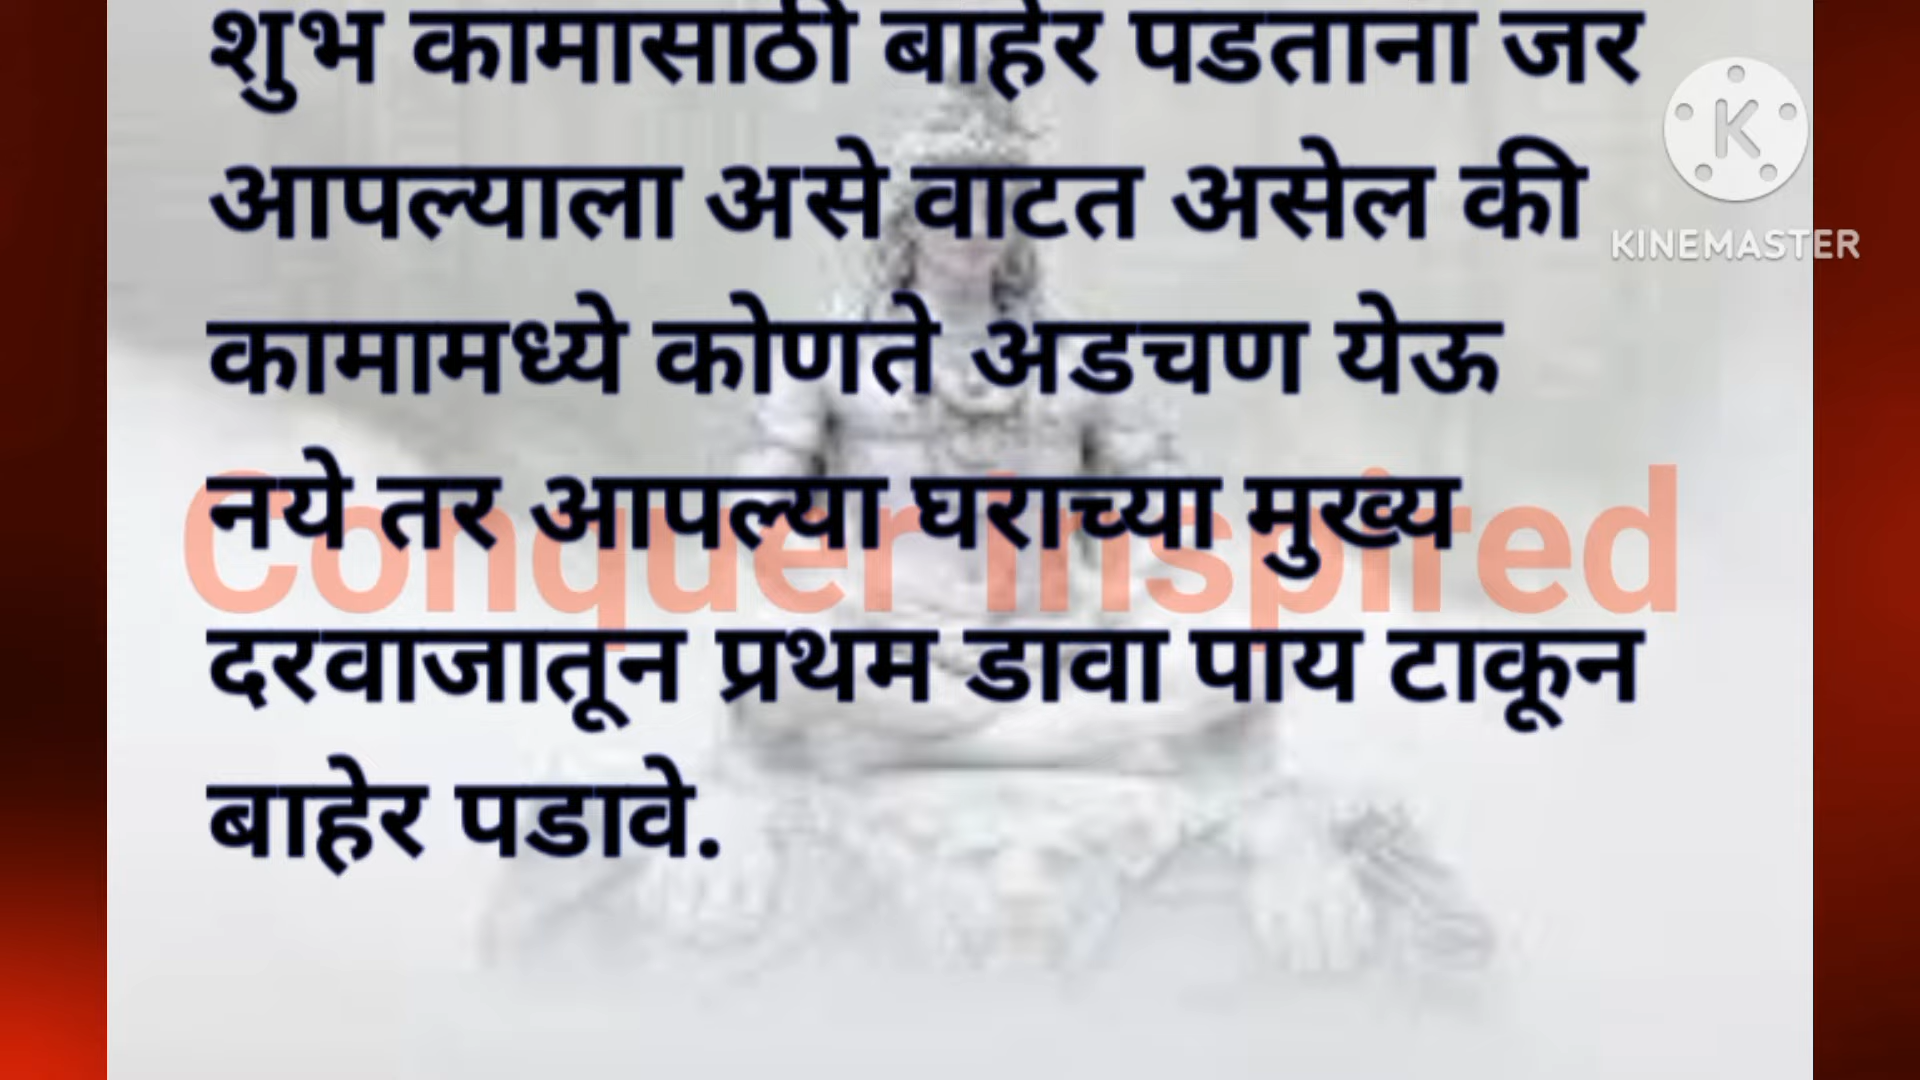 शुभ कामासाठी बाहेर पडताना जर
आपल्याला असे वाटत असेल की
कामामध्ये कोणते अडचण येऊ
नये तर आपल्या घराच्या मुख्य
दरवाजातून प्रथम डावा पाय टाकून
बाहेर पडावे.
Conquer Inspired
K
KINEMASTER